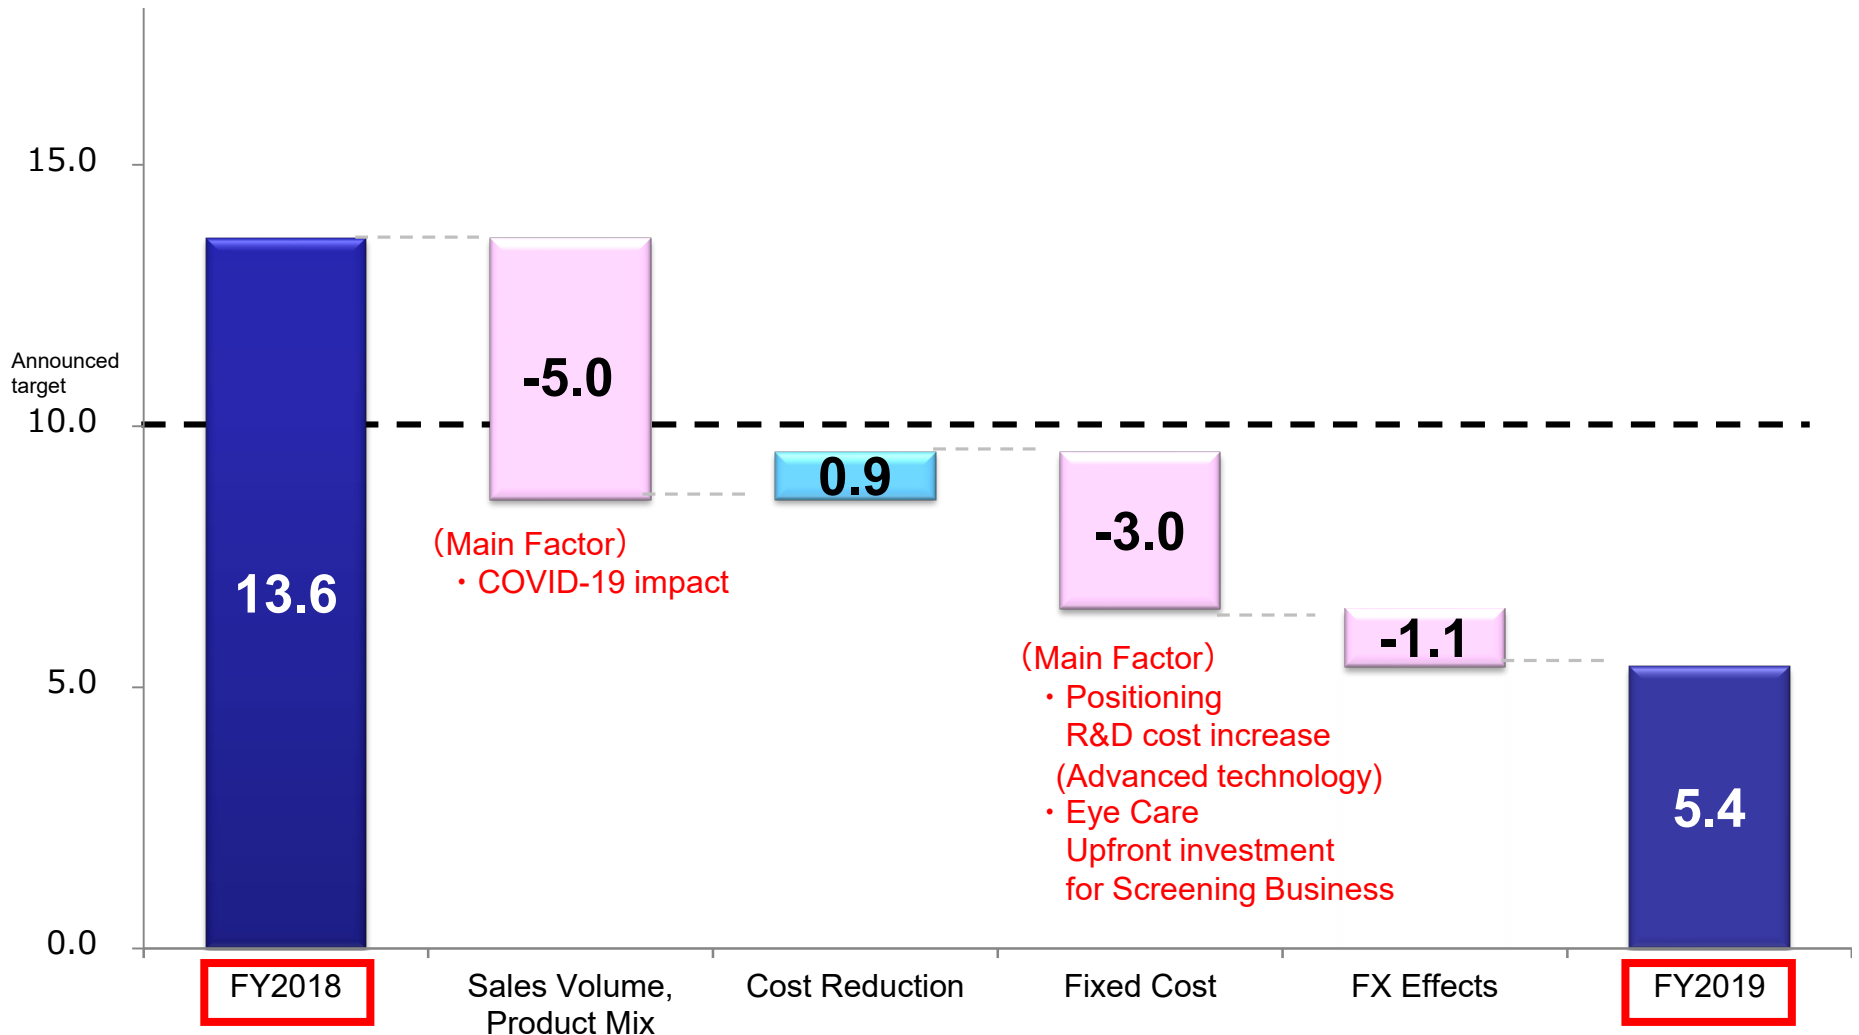 15.0
Announced
target
10.0
5.0
0.0
13.6
-5.0
（Main Factor）
・COVID-19 impact
0.9
-3.0
（Main Factor）
・Positioning
R&D cost increase
(Advanced technology)
・Eye Care
Upfront investment
for Screening Business
-1.1
5.4
FY2018
Sales Volume,
Product Mix
Cost Reduction
Fixed Cost
FX Effects
FY2019